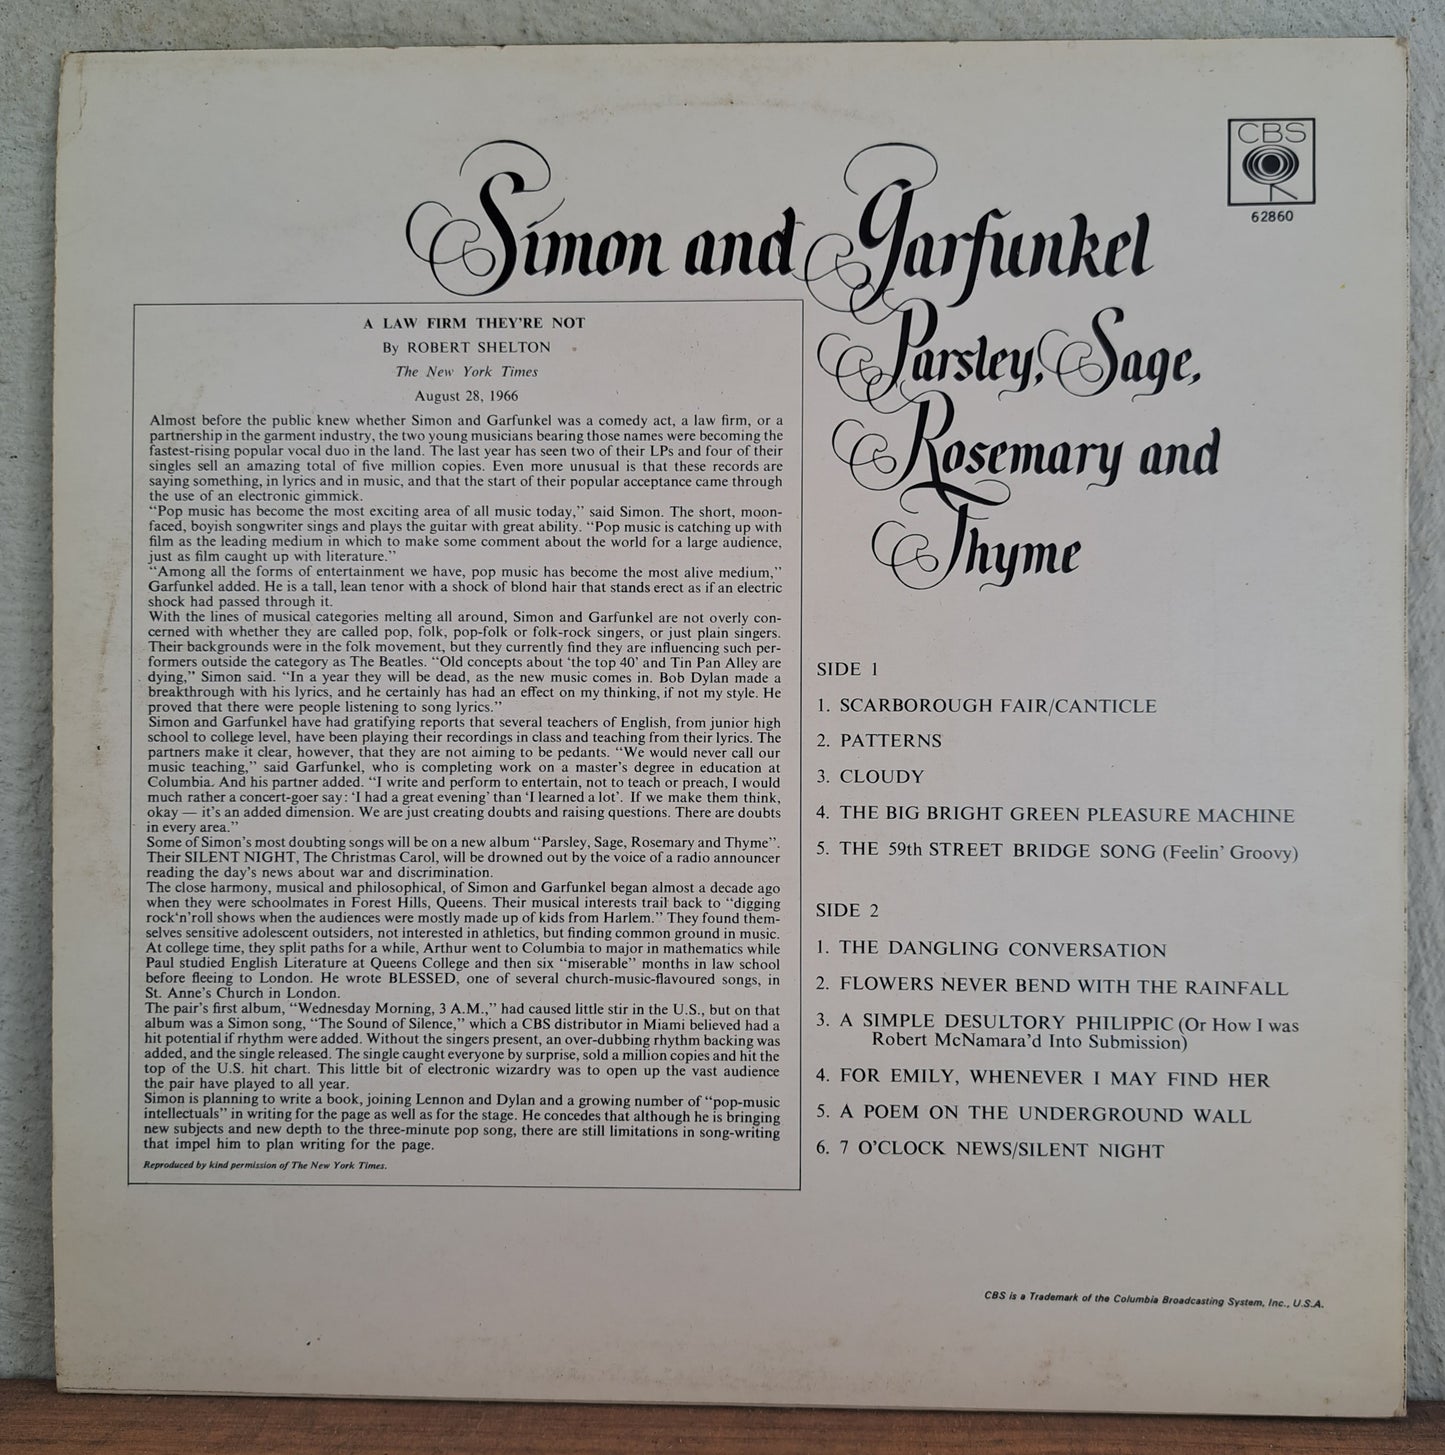 CBS
62860
Simon and Garfunkel
Parsley, Sage,
Rosemary and
Thyme
A LAW FIRM THEY'RE NOT
By ROBERT SHELTON
The New York Times
August 28, 1966
Almost before the public knew whether Simon and Garfunkel was a comedy act, a law firm, or a
partnership in the garment industry, the two young musicians bearing those names were becoming the
fastest-rising popular vocal duo in the land. The last year has seen two of their LPs and four of their
singles sell an amazing total of five million copies. Even more unusual is that these records are
saying something, in lyrics and in music, and that the start of their popular acceptance came through
the use of an electronic gimmick.
"Pop music has become the most exciting area of all music today," said Simon. The short, moon-
faced, boyish songwriter sings and plays the guitar with great ability. "Pop music is catching up with
film as the leading medium in which to make some comment about the world for a large audience,
just as film caught up with literature."
"Among all the forms of entertainment we have, pop music has become the most alive medium,"
Garfunkel added. He is a tall, lean tenor with a shock of blond hair that stands erect as if an electric
shock had passed through it.
With the lines of musical categories melting all around, Simon and Garfunkel are not overly con-
cerned with whether they are called pop, folk, pop-folk or folk-rock singers, or just plain singers.
Their backgrounds were in the folk movement, but they currently find they are influencing such per-
formers outside the category as The Beatles. "Old concepts about 'the top 40' and Tin Pan Alley are
dying," Simon said. "In a year they will be dead, as the new music comes in. Bob Dylan made a
breakthrough with his lyrics, and he certainly has had an effect on my thinking, if not my style. He
proved that there were people listening to song lyrics."
Simon and Garfunkel have had gratifying reports that several teachers of English, from junior high
school to college level, have been playing their recordings in class and teaching from their lyrics. The
partners make it clear, however, that they are not aiming to be pedants. "We would never call our
music teaching," said Garfunkel, who is completing work on a master's degree in education at
Columbia. And his partner added. "I write and perform to entertain, not to teach or preach, I would
much rather a concert-goer say: 'I had a great evening' than 'I learned a lot'. If we make them think,
okay — it's an added dimension. We are just creating doubts and raising questions. There are doubts
in every area."
Some of Simon's most doubting songs will be on a new album "Parsley, Sage, Rosemary and Thyme".
Their SILENT NIGHT, The Christmas Carol, will be drowned out by the voice of a radio announcer
reading the day's news about war and discrimination.
The close harmony, musical and philosophical, of Simon and Garfunkel began almost a decade ago
when they were schoolmates in Forest Hills, Queens. Their musical interests trail back to "digging
rock'n'roll shows when the audiences were mostly made up of kids from Harlem." They found them-
selves sensitive adolescent outsiders, not interested in athletics, but finding common ground in music.
At college time, they split paths for a while, Arthur went to Columbia to major in mathematics while
Paul studied English Literature at Queens College and then six "miserable" months in law school
before fleeing to London. He wrote BLESSED, one of several church-music-flavoured songs, in
St. Anne's Church in London.
The pair's first album, "Wednesday Morning, 3 A.M.," had caused little stir in the U.S., but on that
album was a Simon song, "The Sound of Silence," which a CBS distributor in Miami believed had a
hit potential if rhythm were added. Without the singers present, an over-dubbing rhythm backing was
added, and the single released. The single caught everyone by surprise, sold a million copies and hit the
top of the U.S. hit chart. This little bit of electronic wizardry was to open up the vast audience
the pair have played to all year.
Simon is planning to write a book, joining Lennon and Dylan and a growing number of "pop-music
intellectuals" in writing for the page as well as for the stage. He concedes that although he is bringing
new subjects and new depth to the three-minute pop song, there are still limitations in song-writing
that impel him to plan writing for the page.
Reproduced by kind permission of The New York Times.
SIDE 1
1. SCARBOROUGH FAIR/CANTICLE
2. PATTERNS
3. CLOUDY
4. THE BIG BRIGHT GREEN PLEASURE MACHINE
5. THE 59th STREET BRIDGE SONG (Feelin' Groovy)
SIDE 2
1. THE DANGLING CONVERSATION
2. FLOWERS NEVER BEND WITH THE RAINFALL
3. A SIMPLE DESULTORY PHILIPPIC (Or How I was
Robert McNamara'd Into Submission)
4. FOR EMILY, WHENEVER I MAY FIND HER
5. A POEM ON THE UNDERGROUND WALL
6. 7 O'CLOCK NEWS/SILENT NIGHT
CBS is a Trademark of the Columbia Broadcasting System, Inc., U.S.A.